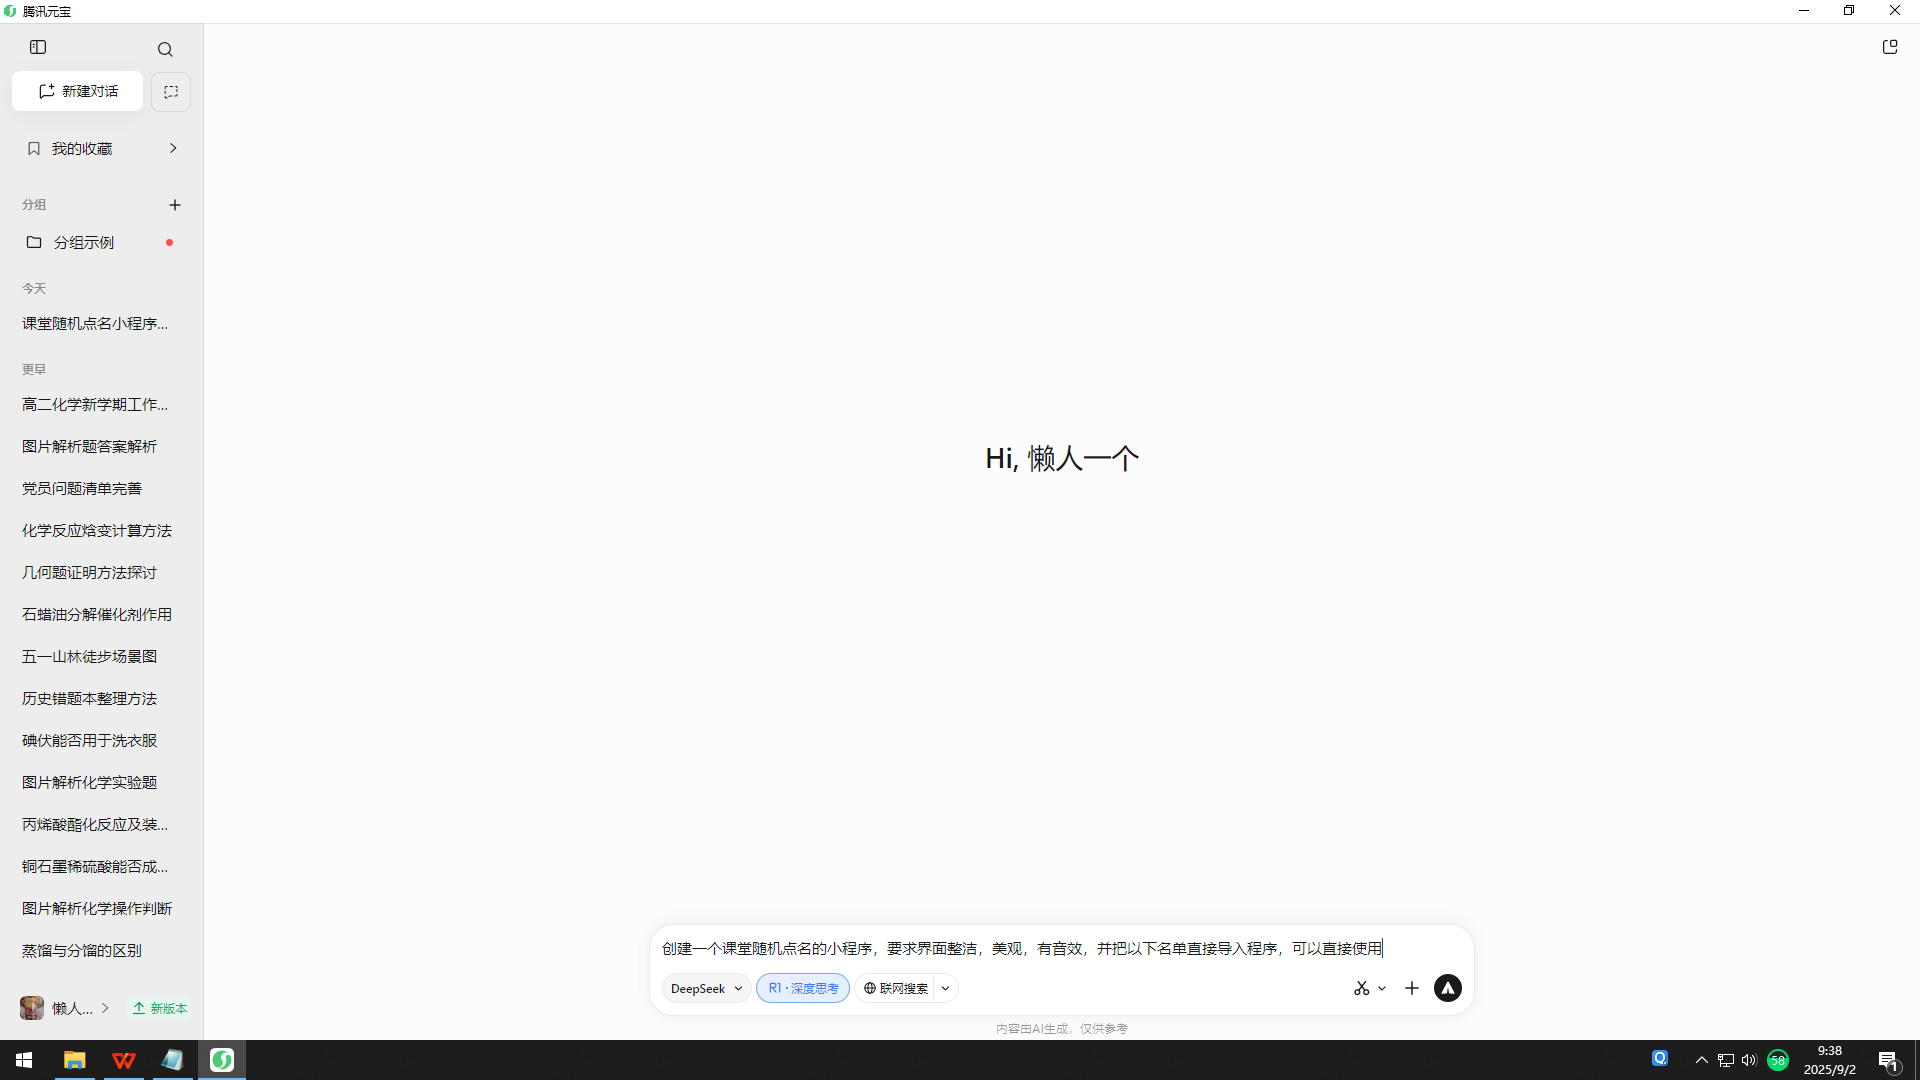 腾讯元宝
新建对话
我的收藏
分组
分组示例
今天
课堂随机点名小程序...
更早
高二化学新学期工作...
图片解析题答案解析
党员问题清单完善
化学反应焓变计算方法
几何题证明方法探讨
石蜡油分解催化剂作用
五一山林徒步场景图
历史错题本整理方法
碘伏能否用于洗衣服
图片解析化学实验题
丙烯酸酯化反应及装...
铜石墨稀硫酸能否成...
图片解析化学操作判断
蒸馏与分馏的区别
懒人...
新版本
Hi, 懒人一个
创建一个课堂随机点名的小程序，要求界面整洁，美观，有音效，并把以下名单直接导入程序，可以直接使用
DeepSeek
R1 · 深度思考
联网搜索
内容由AI生成，仅供参考
58
9:38
2025/9/2
1